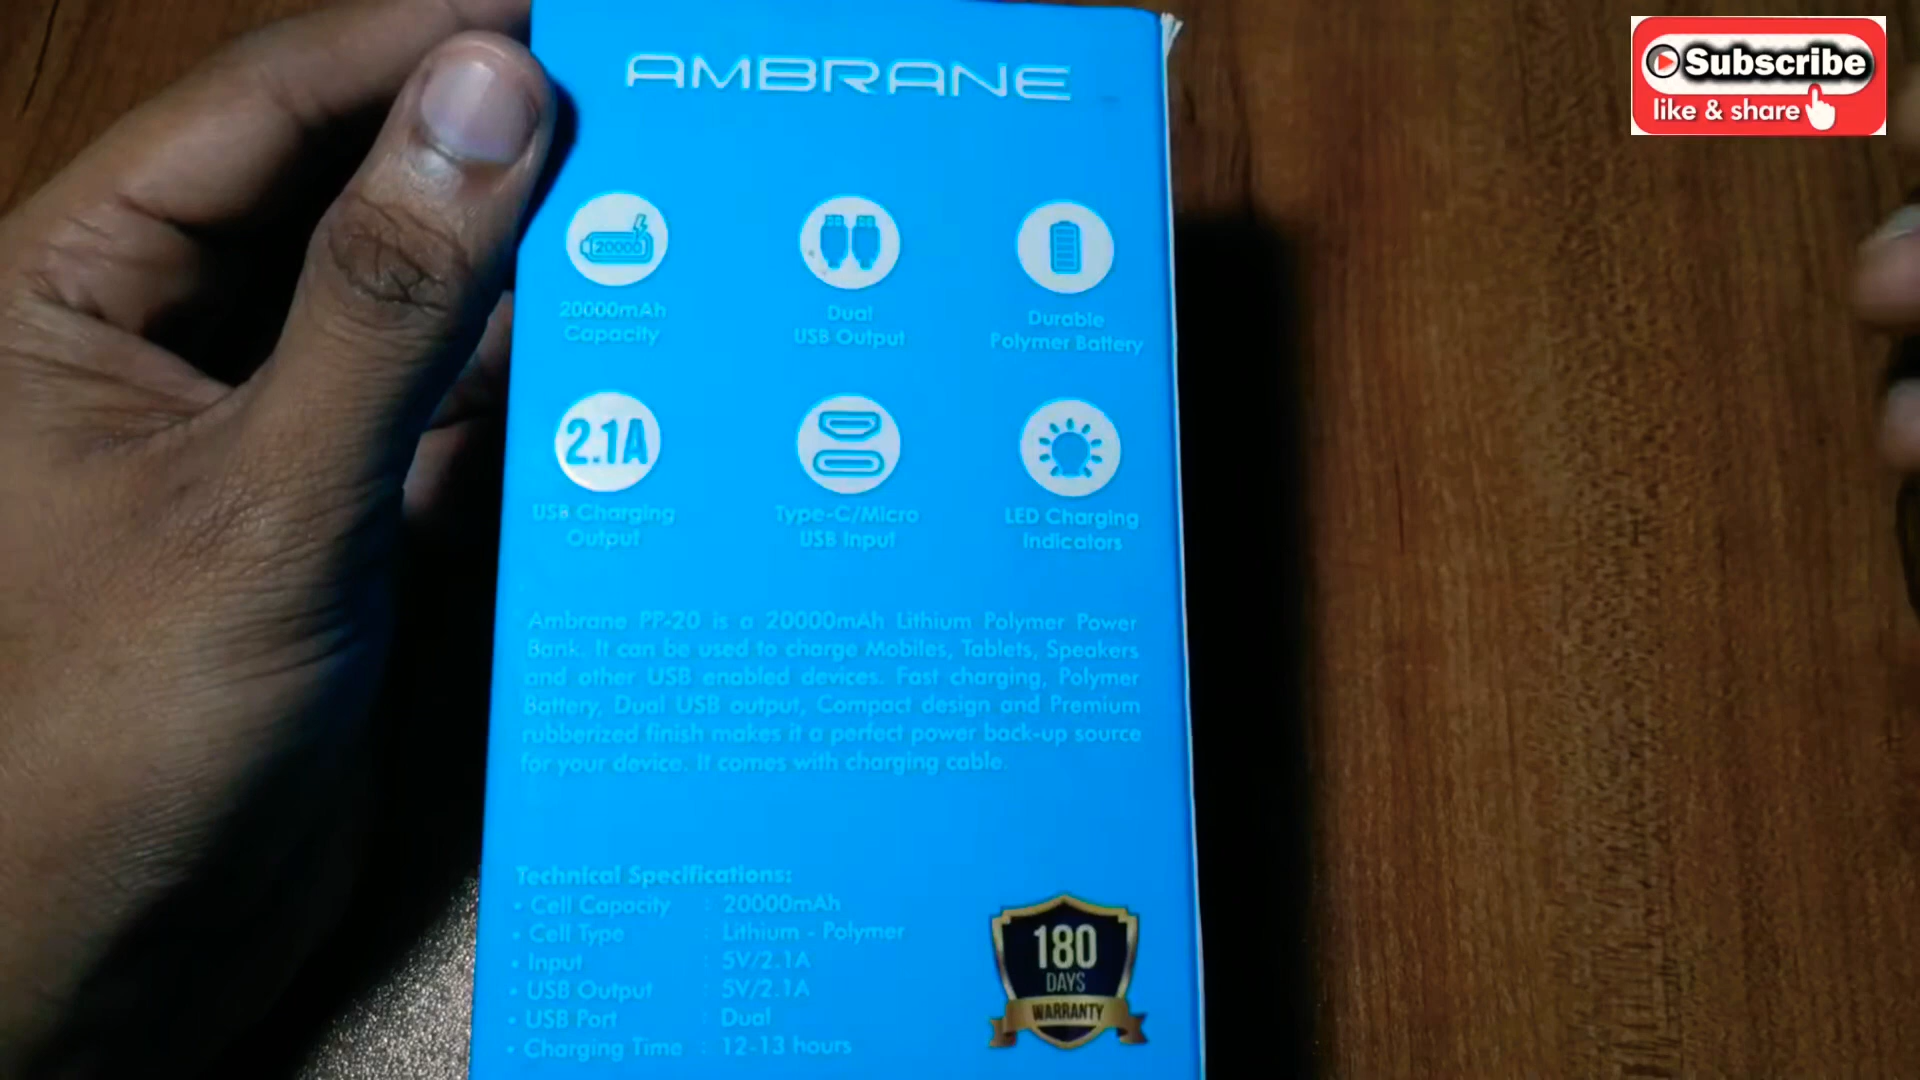 AMBRANE
Subscribe
like & share
20000
20000mAh
Capacity
Dual
USB Output
Durable
Polymer Battery
2.1A
USB Charging
Output
Type-C/Micro
USB Input
LED Charging
Indicators
Ambrane PP-20 is a 20000mAh Lithium Polymer Power
Bank. It can be used to charge Mobiles, Tablets, Speakers
and other USB enabled devices. Fast charging, Polymer
Battery, Dual USB output, Compact design and Premium
rubberized finish makes it a perfect power back-up source
for your device. It comes with charging cable.
Technical Specifications:
• Cell Capacity : 20000mAh
• Cell Type : Lithium - Polymer
• Input : 5V/2.1A
• USB Output : 5V/2.1A
• USB Port : Dual
• Charging Time : 12-13 hours
180
DAYS
WARRANTY